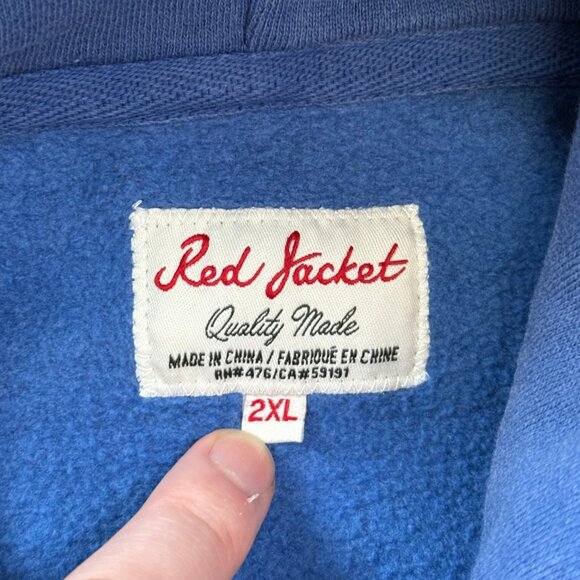 Red Jacket
Quality Made
MADE IN CHINA / FABRIQUÉ EN CHINE
RN#476/CA#59191
2XL